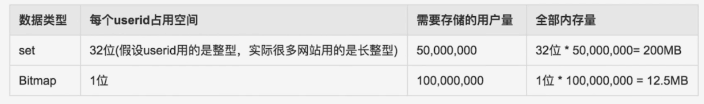 数据类型 每个userid占用空间 需要存储的用户量 全部内存量
set 32位(假设userid用的是整型，实际很多网站用的是长整型) 50,000,000 32位 * 50,000,000= 200MB
Bitmap 1位 100,000,000 1位 * 100,000,000 = 12.5MB